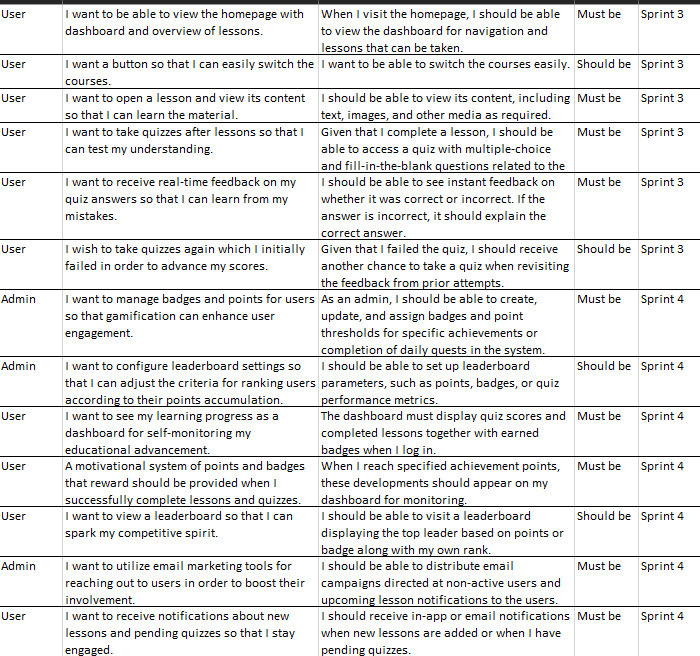 User
I want to be able to view the homepage with
dashboard and overview of lessons.
When I visit the homepage, I should be able
to view the dashboard for navigation and
lessons that can be taken.
Must be
Sprint 3
User
I want a button so that I can easily switch the
courses.
I want to be able to switch the courses easily.
Should be
Sprint 3
User
I want to open a lesson and view its content
so that I can learn the material.
I should be able to view its content, including
text, images, and other media as required.
Must be
Sprint 3
User
I want to take quizzes after lessons so that I
can test my understanding.
Given that I complete a lesson, I should be
able to access a quiz with multiple-choice
and fill-in-the-blank questions related to the
Must be
Sprint 3
User
I want to receive real-time feedback on my
quiz answers so that I can learn from my
mistakes.
I should be able to see instant feedback on
whether it was correct or incorrect. If the
answer is incorrect, it should explain the
correct answer.
Must be
Sprint 3
User
I wish to take quizzes again which I initially
failed in order to advance my scores.
Given that I failed the quiz, I should receive
another chance to take a quiz when revisiting
the feedback from prior attempts.
Should be
Sprint 3
Admin
I want to manage badges and points for users
so that gamification can enhance user
engagement.
As an admin, I should be able to create,
update, and assign badges and point
thresholds for specific achievements or
completion of daily quests in the system.
Must be
Sprint 4
Admin
I want to configure leaderboard settings so
that I can adjust the criteria for ranking users
according to their points accumulation.
I should be able to set up leaderboard
parameters, such as points, badges, or quiz
performance metrics.
Should be
Sprint 4
User
I want to see my learning progress as a
dashboard for self-monitoring my
educational advancement.
The dashboard must display quiz scores and
completed lessons together with earned
badges when I log in.
Must be
Sprint 4
User
A motivational system of points and badges
that reward should be provided when I
successfully complete lessons and quizzes.
When I reach specified achievement points,
these developments should appear on my
dashboard for monitoring.
Must be
Sprint 4
User
I want to view a leaderboard so that I can
spark my competitive spirit.
I should be able to visit a leaderboard
displaying the top leader based on points or
badge along with my own rank.
Should be
Sprint 4
Admin
I want to utilize email marketing tools for
reaching out to users in order to boost their
involvement.
I should be able to distribute email
campaigns directed at non-active users and
upcoming lesson notifications to the users.
Must be
Sprint 4
User
I want to receive notifications about new
lessons and pending quizzes so that I stay
engaged.
I should receive in-app or email notifications
when new lessons are added or when I have
pending quizzes.
Must be
Sprint 4